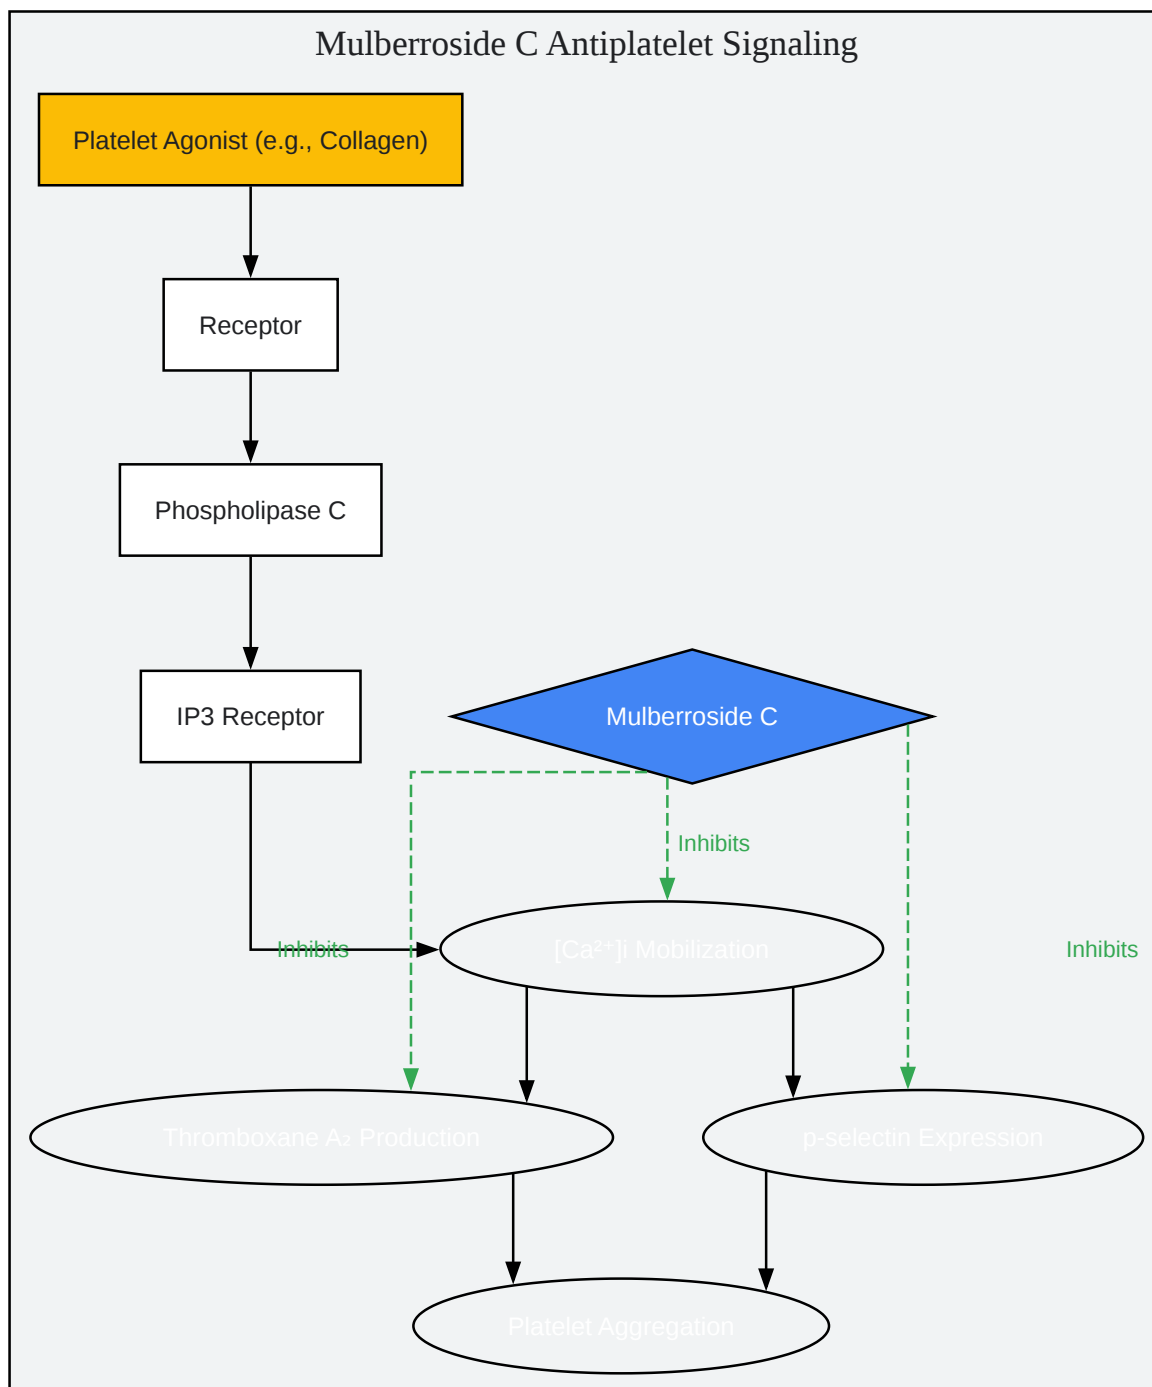 Mulberroside C Antiplatelet Signaling
Platelet Agonist (e.g., Collagen)
Receptor
Phospholipase C
IP3 Receptor
Mulberroside C
Inhibits
Inhibits
[Ca²⁺]i Mobilization
Inhibits
Thromboxane A₂ Production
p-selectin Expression
Platelet Aggregation